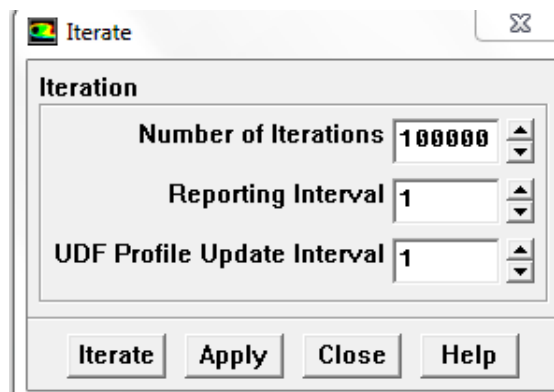 Iterate
Iteration
Number of Iterations 100000
Reporting Interval 1
UDF Profile Update Interval 1
Iterate Apply Close Help